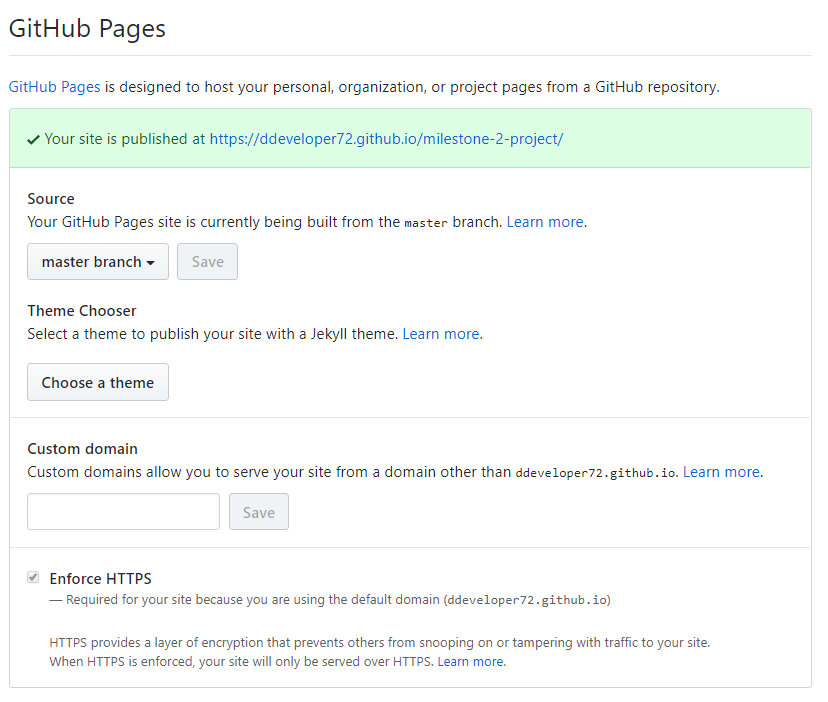 GitHub Pages
GitHub Pages is designed to host your personal, organization, or project pages from a GitHub repository.
Your site is published at https://ddeveloper72.github.io/milestone-2-project/
Source
Your GitHub Pages site is currently being built from the master branch. Learn more.
master branch
Save
Theme Chooser
Select a theme to publish your site with a Jekyll theme. Learn more.
Choose a theme
Custom domain
Custom domains allow you to serve your site from a domain other than ddeveloper72.github.io. Learn more.
Save
Enforce HTTPS
— Required for your site because you are using the default domain (ddeveloper72.github.io)
HTTPS provides a layer of encryption that prevents others from snooping on or tampering with traffic to your site.
When HTTPS is enforced, your site will only be served over HTTPS. Learn more.